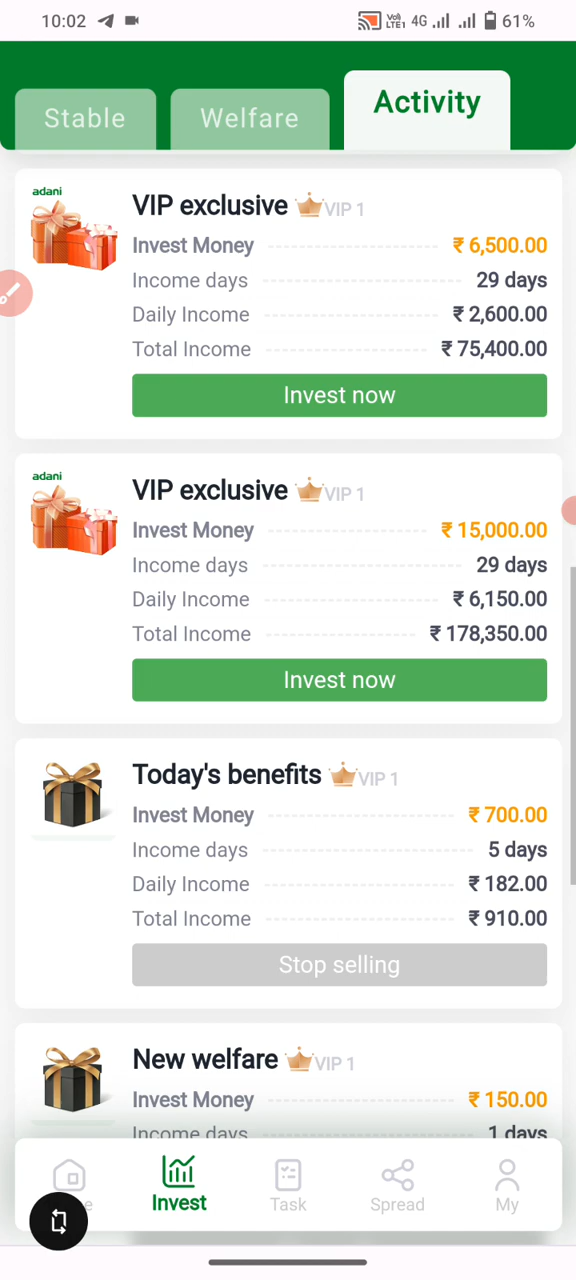 10:02 Vo) LTE1 4G 61%
Stable Welfare Activity
adani
VIP exclusive VIP 1
Invest Money ₹ 6,500.00
Income days 29 days
Daily Income ₹ 2,600.00
Total Income ₹ 75,400.00
Invest now
adani
VIP exclusive VIP 1
Invest Money ₹ 15,000.00
Income days 29 days
Daily Income ₹ 6,150.00
Total Income ₹ 178,350.00
Invest now
Today's benefits VIP 1
Invest Money ₹ 700.00
Income days 5 days
Daily Income ₹ 182.00
Total Income ₹ 910.00
Stop selling
New welfare VIP 1
Invest Money ₹ 150.00
Income days 1 days
Invest Task Spread My